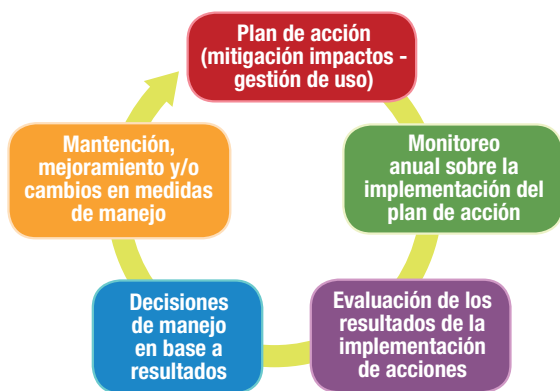 Plan de acción
(mitigación impactos -
gestión de uso)
Monitoreo
anual sobre la
implementación del
plan de acción
Evaluación de los
resultados de la
implementación
de acciones
Decisiones
de manejo
en base a
resultados
Mantención,
mejoramiento y/o
cambios en medidas
de manejo